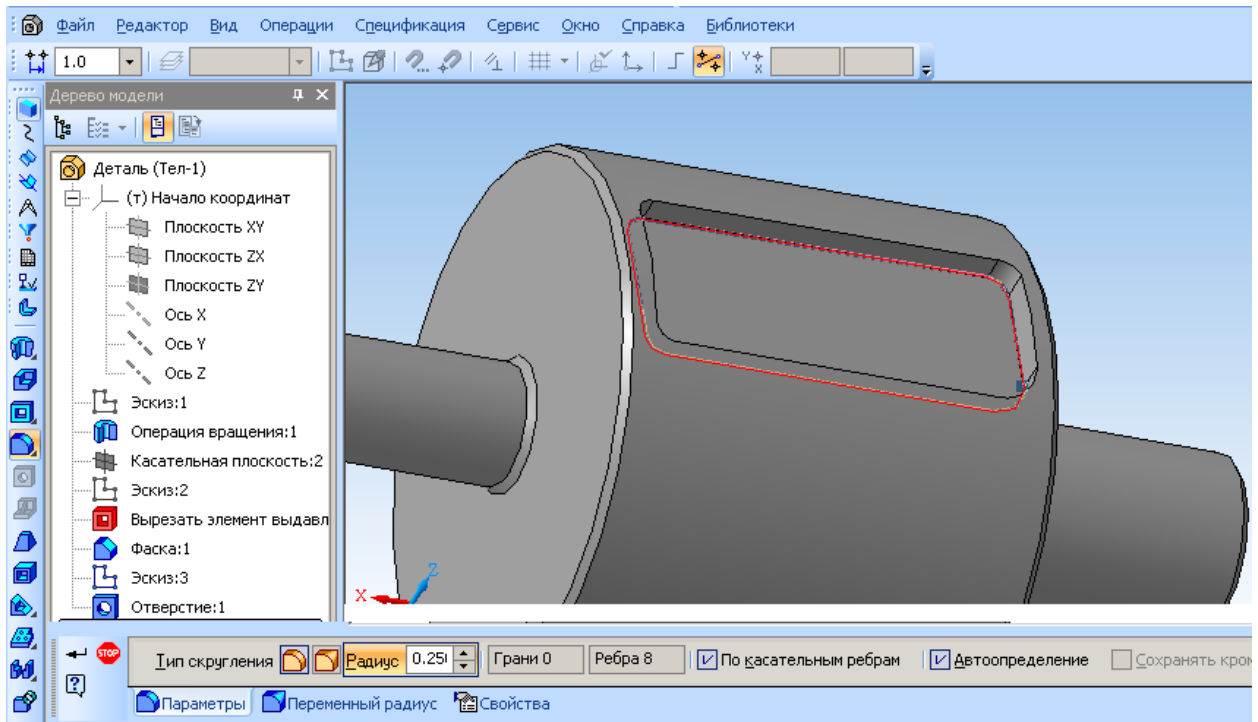 Файл Редактор Вид Операции Спецификация Сервис Окно Справка Библиотеки
1.0
Дерево модели
Деталь (Тел-1)
(т) Начало координат
Плоскость XY
Плоскость ZX
Плоскость ZY
Ось X
Ось Y
Ось Z
Эскиз:1
Операция вращения:1
Касательная плоскость:2
Эскиз:2
Вырезать элемент выдавл
Фаска:1
Эскиз:3
Отверстие:1
Z
X
STOP Тип скругления Радиус 0.25 Грани 0 Ребра 8 По касательным ребрам Автоопределение Сохранять кром
Параметры Переменный радиус Свойства